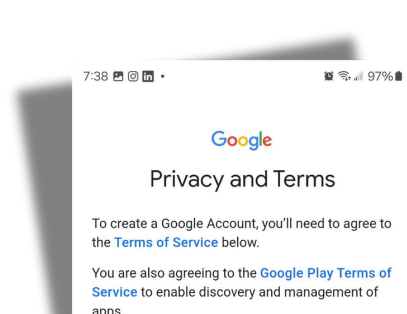 7:38 97%
Google
Privacy and Terms
To create a Google Account, you'll need to agree to
the Terms of Service below.
You are also agreeing to the Google Play Terms of
Service to enable discovery and management of
apps.